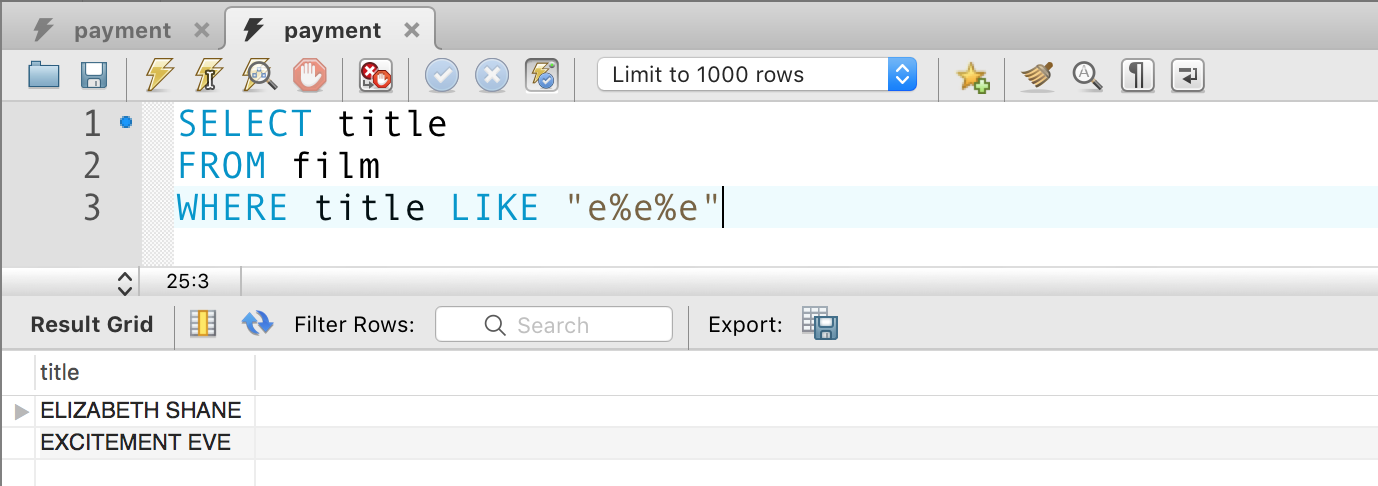 payment payment
Limit to 1000 rows
1 SELECT title
2 FROM film
3 WHERE title LIKE "e%e%e"
25:3
Result Grid Filter Rows: Search Export:
title
ELIZABETH SHANE
EXCITEMENT EVE